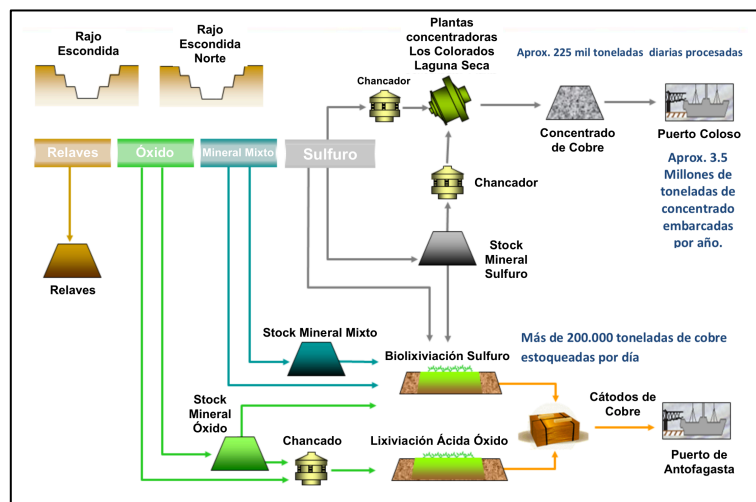 Rajo
Escondida
Rajo
Escondida
Norte
Plantas
concentradoras
Los Colorados
Laguna Seca
Aprox. 225 mil toneladas diarias procesadas
Chancador
Concentrado
de Cobre
Puerto Coloso
Relaves
Óxido
Mineral Mixto
Sulfuro
Chancador
Aprox. 3.5
Millones de
toneladas de
concentrado
embarcadas
por año.
Stock
Mineral
Sulfuro
Relaves
Stock Mineral Mixto
Más de 200.000 toneladas de cobre
estoqueadas por día
Biolixiviación Sulfuro
Stock
Mineral
Óxido
Cátodos de
Cobre
Chancado
Lixiviación Ácida Óxido
Puerto de
Antofagasta